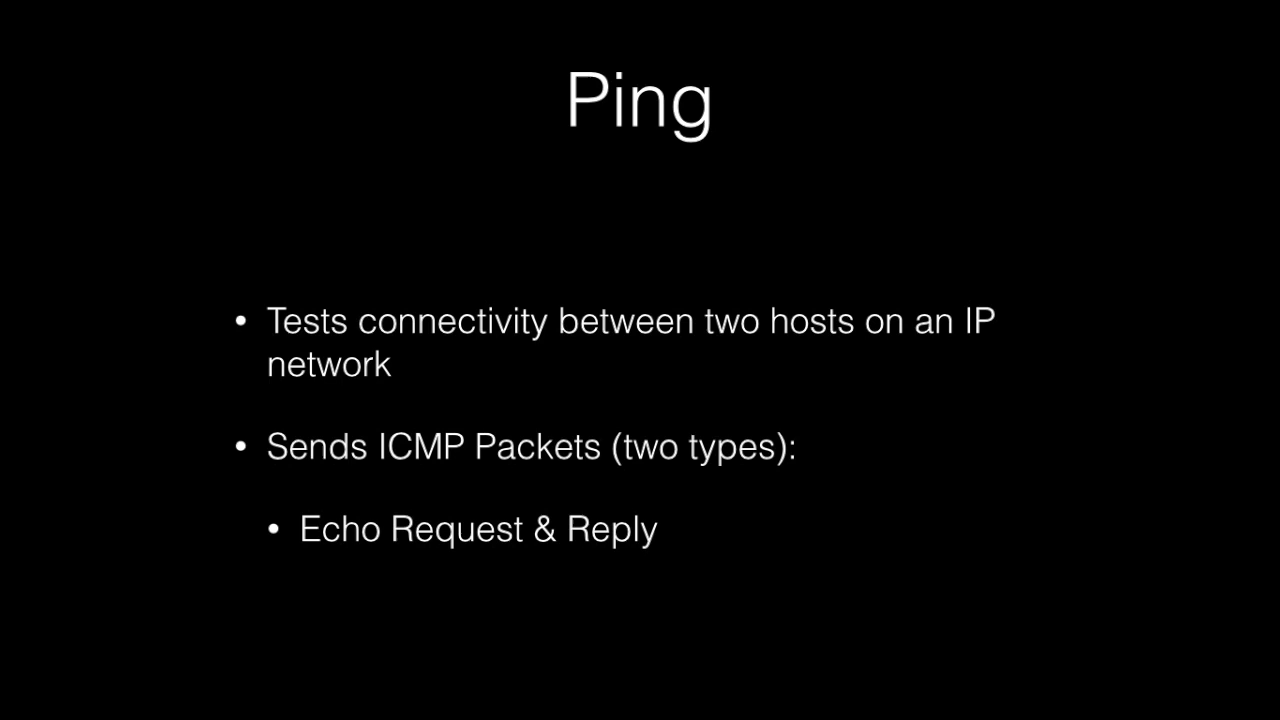 Ping
• Tests connectivity between two hosts on an IP
network
• Sends ICMP Packets (two types):
• Echo Request & Reply